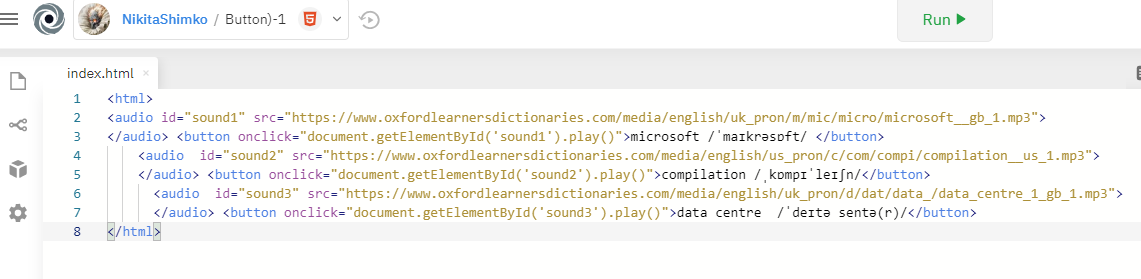 NikitaShimko / Button)-1
Run
index.html ×
1 <html>
2 <audio id="sound1" src="https://www.oxfordlearnersdictionaries.com/media/english/uk_pron/m/mic/micro/microsoft__gb_1.mp3">
3 </audio> <button onclick="document.getElementById('sound1').play()">microsoft /ˈmaɪkrəsɒft/ </button>
4 <audio  id="sound2" src="https://www.oxfordlearnersdictionaries.com/media/english/us_pron/c/com/compi/compilation__us_1.mp3">
5 </audio> <button onclick="document.getElementById('sound2').play()">compilation /ˌkɒmpɪˈleɪʃn/</button>
6 <audio  id="sound3" src="https://www.oxfordlearnersdictionaries.com/media/english/uk_pron/d/dat/data_/data_centre_1_gb_1.mp3">
7 </audio> <button onclick="document.getElementById('sound3').play()">data centre  /ˈdeɪtə sentə(r)/</button>
8 </html>